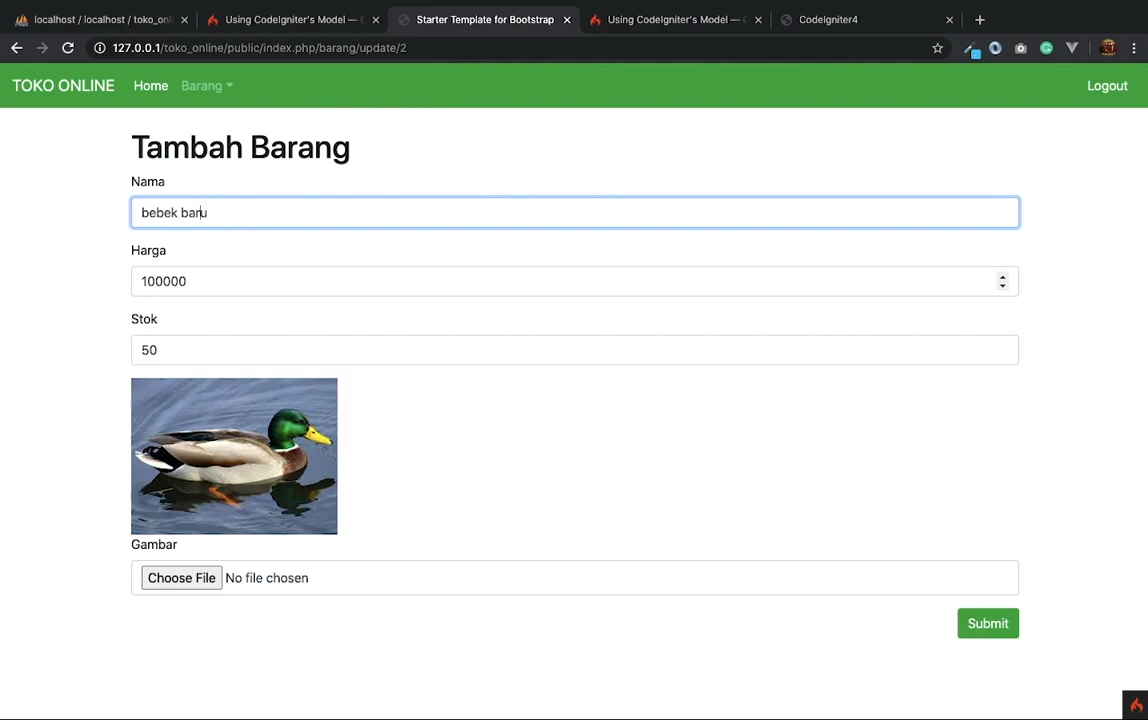 localhost / localhost / toko_onli
Using CodeIgniter's Model — C
Starter Template for Bootstrap
Using CodeIgniter's Model — C
CodeIgniter4
127.0.0.1/toko_online/public/index.php/barang/update/2
TOKO ONLINE Home Barang Logout
Tambah Barang
Nama
bebek baru
Harga
100000
Stok
50
Gambar
Choose File No file chosen
Submit